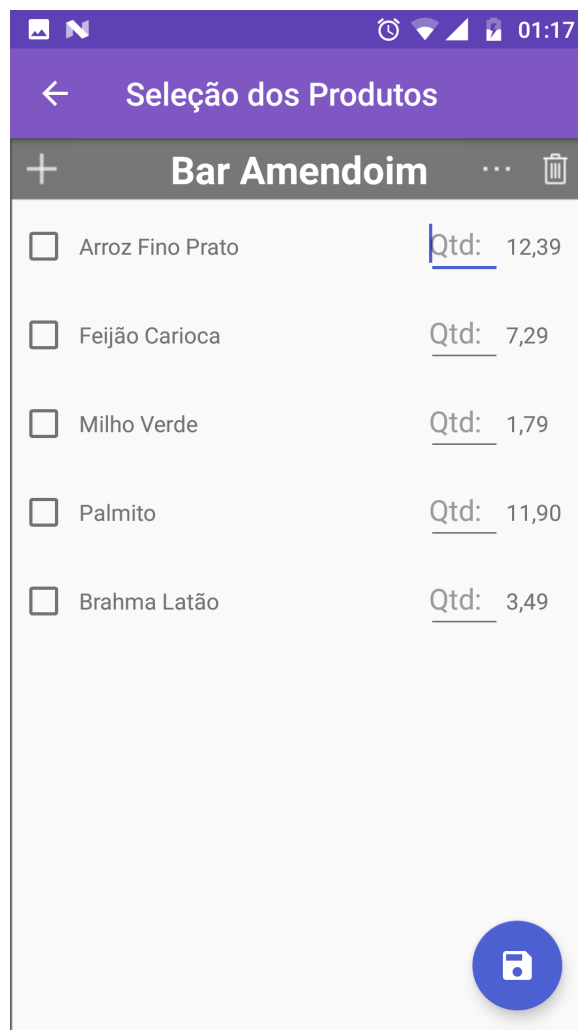 01:17
Seleção dos Produtos
Bar Amendoim
Arroz Fino Prato Qtd: 12,39
Feijão Carioca Qtd: 7,29
Milho Verde Qtd: 1,79
Palmito Qtd: 11,90
Brahma Latão Qtd: 3,49